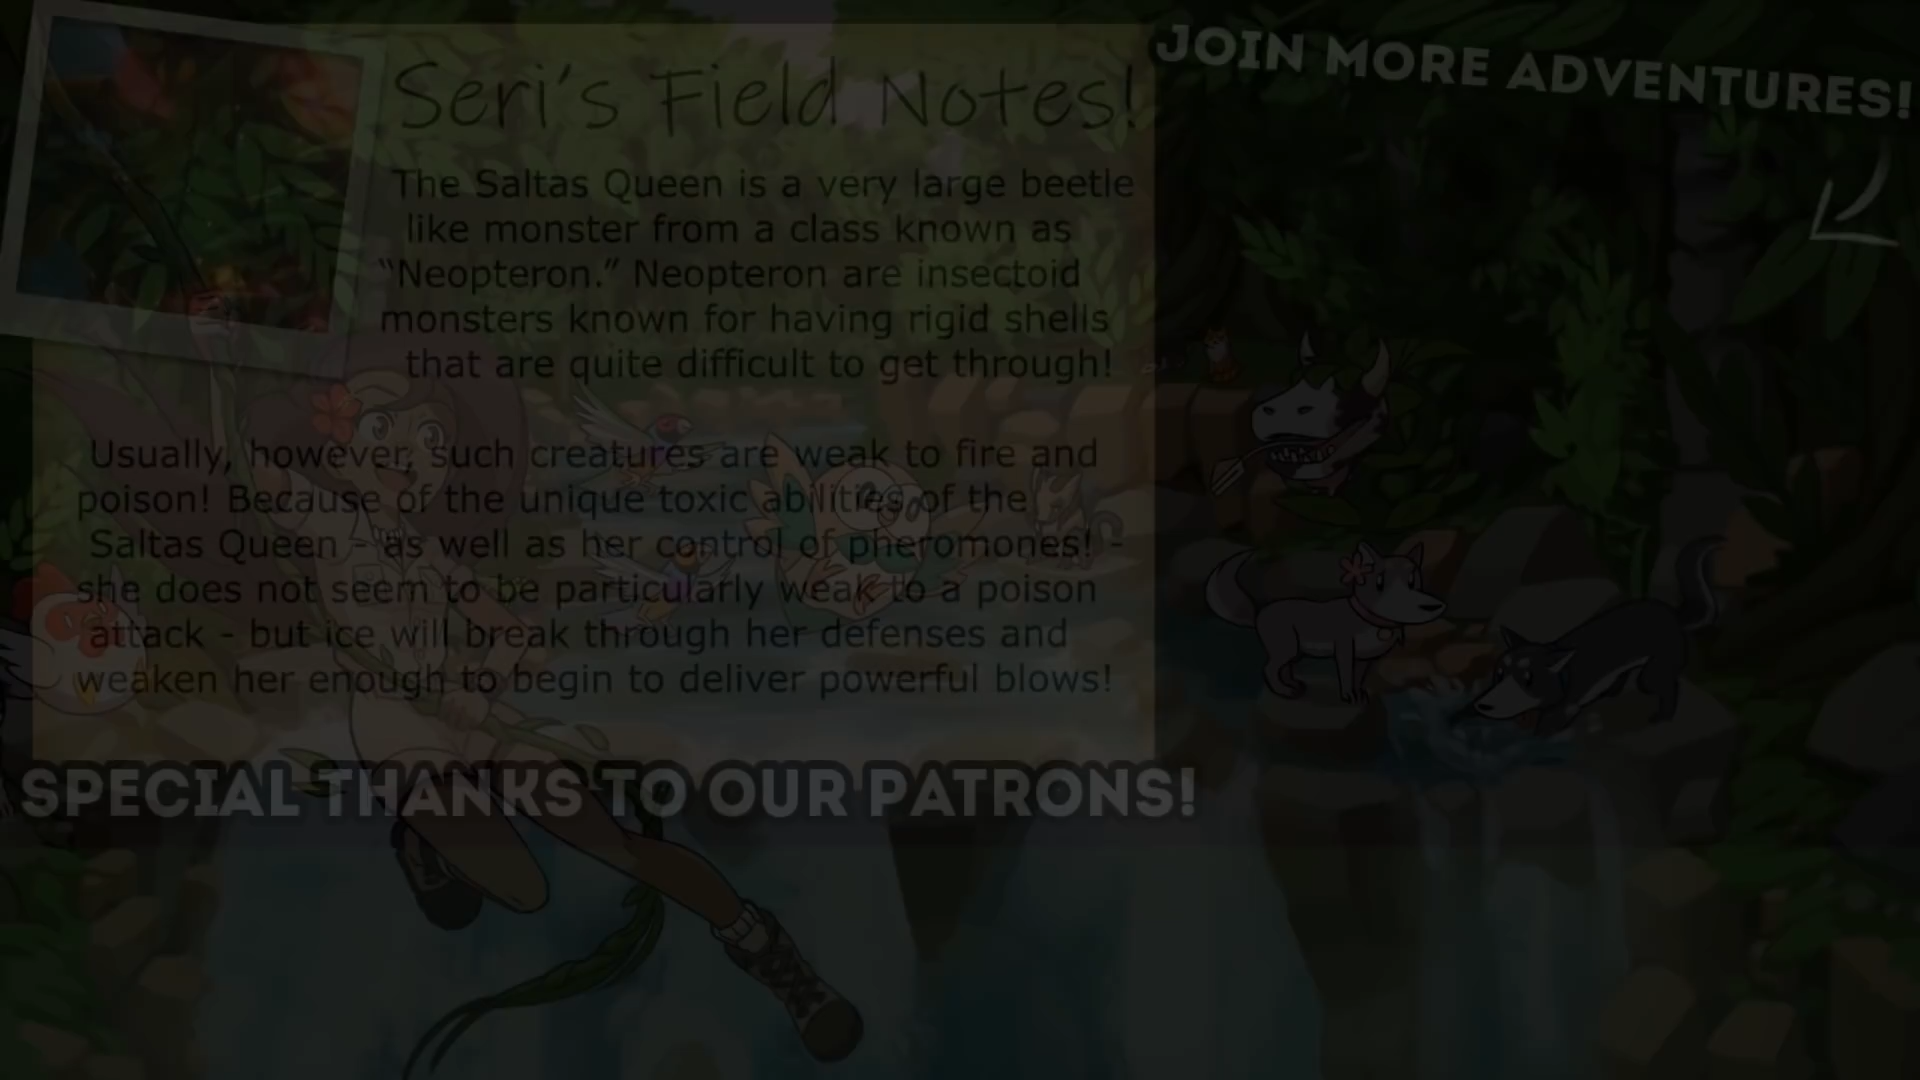 Seri's Field Notes!
JOIN MORE ADVENTURES!
The Saltas Queen is a very large beetle
like monster from a class known as
“Neopteron.” Neopteron are insectoid
monsters known for having rigid shells
that are quite difficult to get through!
Usually, however, such creatures are weak to fire and
poison! Because of the unique toxic abilities of the
Saltas Queen - as well as her control of pheromones! -
she does not seem to be particularly weak to a poison
attack - but ice will break through her defenses and
weaken her enough to begin to deliver powerful blows!
SPECIAL THANKS TO OUR PATRONS!